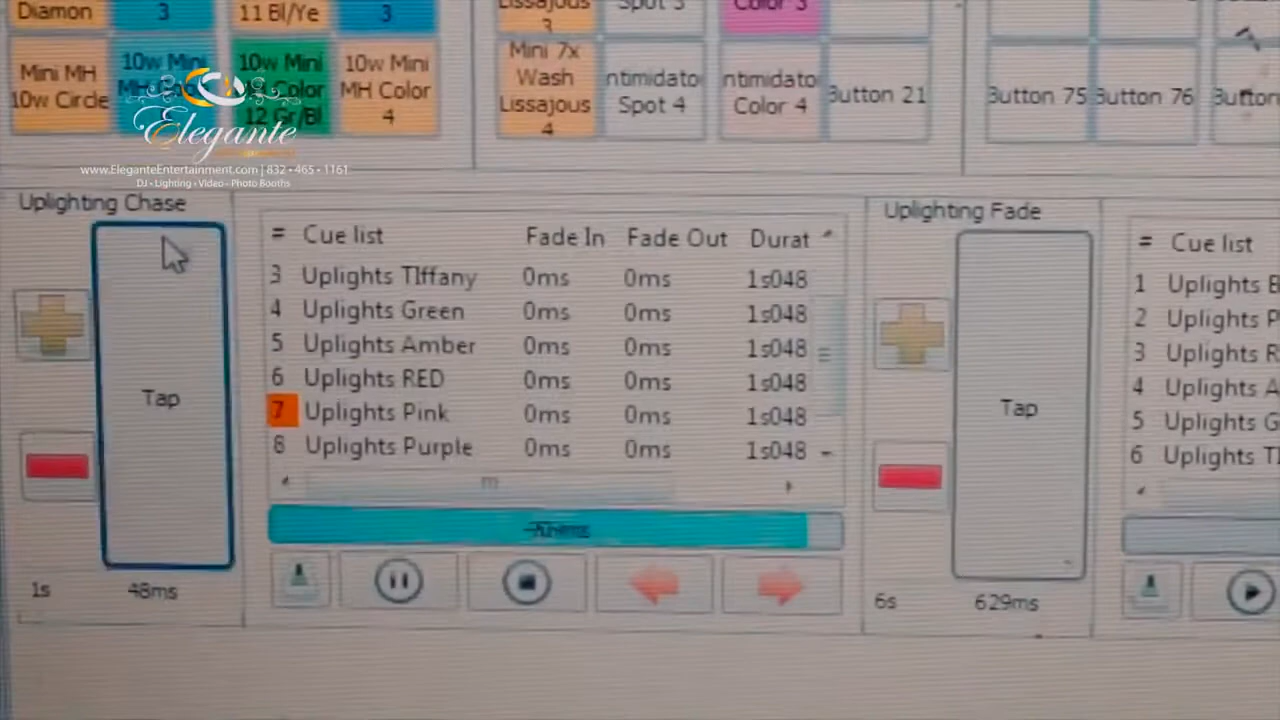 Diamon
3
11 Bl/Ye
3
Lissajous
3
Spot 3
Color 3
Mini MH
10w Circle
10w Mini
10w Mini
Color
12 Gr/Bl
10w Mini
MH Color
4
Mini 7x
Wash
Lissajous
4
ntimidato
Spot 4
ntimidato
Color 4
Button 21
Button 75
Button 76
Button
Elegante
www.EleganteEntertainment.com | 832 • 465 • 1161
DJ • Lighting • Video • Photo Booths
Uplighting Chase
Tap
1s 48ms
= Cue list Fade In Fade Out Durat
3 Uplights TIffany 0ms 0ms 1s048
4 Uplights Green 0ms 0ms 1s048
5 Uplights Amber 0ms 0ms 1s048
6 Uplights RED 0ms 0ms 1s048
7 Uplights Pink 0ms 0ms 1s048
8 Uplights Purple 0ms 0ms 1s048
Uplighting Fade
Tap
6s 629ms
= Cue list
1 Uplights B
2 Uplights P
3 Uplights R
4 Uplights A
5 Uplights G
6 Uplights TI